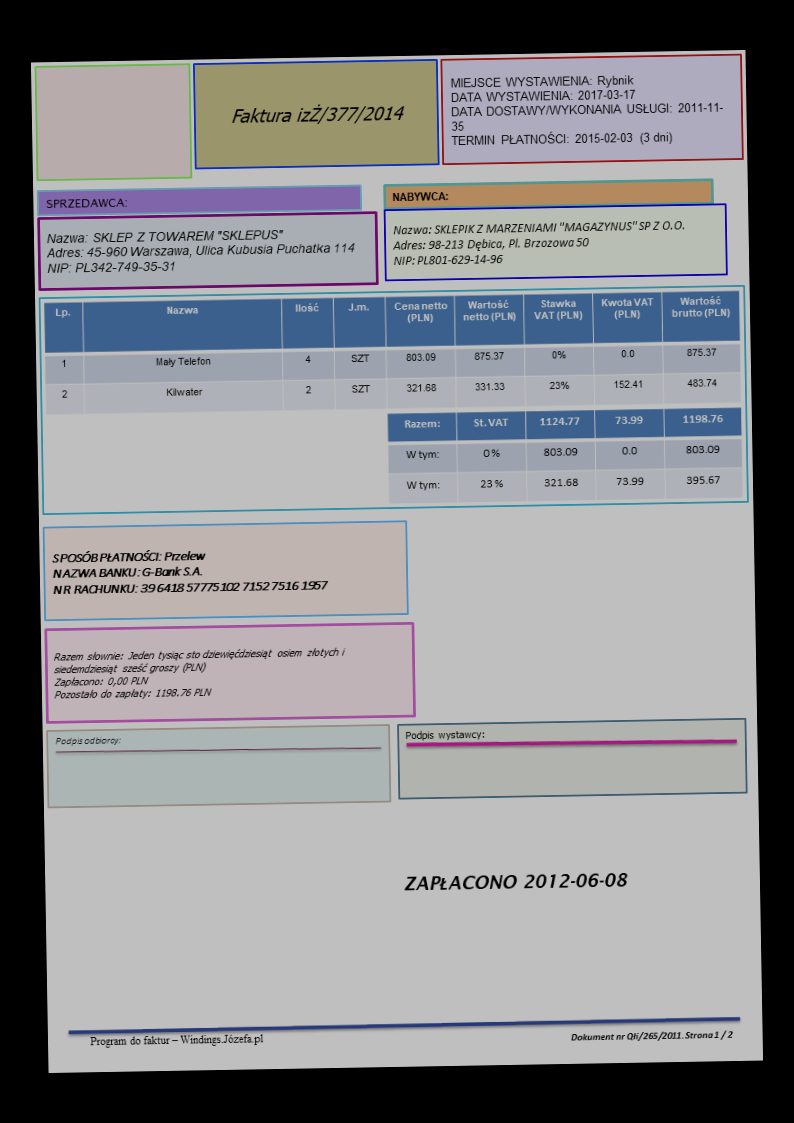 Faktura izŻ/377/2014
MIEJSCE WYSTAWIENIA: Rybnik
DATA WYSTAWIENIA: 2017-03-17
DATA DOSTAWY/WYKONANIA USŁUGI: 2011-11-
35
TERMIN PŁATNOŚCI: 2015-02-03 (3 dni)
SPRZEDAWCA:
Nazwa: SKLEP Z TOWAREM "SKLEPUS"
Adres: 45-960 Warszawa, Ulica Kubusia Puchatka 114
NIP: PL342-749-35-31
NABYWCA:
Nazwa: SKLEPIK Z MARZENIAMI "MAGAZYNUS" SP Z O.O.
Adres: 98-213 Dębica, Pl. Brzozowa 50
NIP: PL801-629-14-96
Lp. Nazwa Ilość J.m. Cena netto (PLN) Wartość netto (PLN) Stawka VAT (PLN) Kwota VAT (PLN) Wartość brutto (PLN)
1 Mały Telefon 4 SZT 803.09 875.37 0% 0.0 875.37
2 Kilwater 2 SZT 321.68 331.33 23% 152.41 483.74
Razem: St. VAT 1124.77 73.99 1198.76
W tym: 0 % 803.09 0.0 803.09
W tym: 23 % 321.68 73.99 395.67
SPOSÓB PŁATNOŚCI: Przelew
NAZWA BANKU: G-Bank S.A.
NR RACHUNKU: 39 6418 5777 5102 7152 7516 1957
Razem słownie: Jeden tysiąc sto dziewięćdziesiąt osiem złotych i
siedemdziesiąt sześć groszy (PLN)
Zapłacono: 0,00 PLN
Pozostało do zapłaty: 1198.76 PLN
Podpis odbiorcy:
Podpis wystawcy:
ZAPŁACONO 2012-06-08
Program do faktur – Windings.Józefa.pl
Dokument nr Qłi/265/2011. Strona 1 / 2